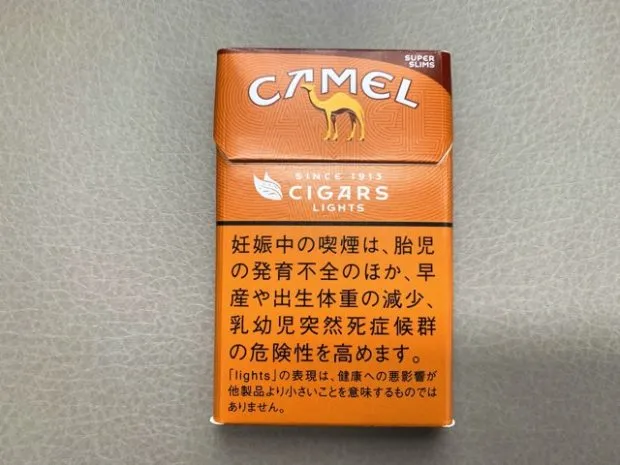 SUPER
SLIMS
CAMEL
SINCE 1913
CIGARS
LIGHTS
妊娠中の喫煙は、胎児
の発育不全のほか、早
産や出生体重の減少、
乳幼児突然死症候群
の危険性を高めます。
「lights」の表現は、健康への悪影響が
他製品より小さいことを意味するものでは
ありません。